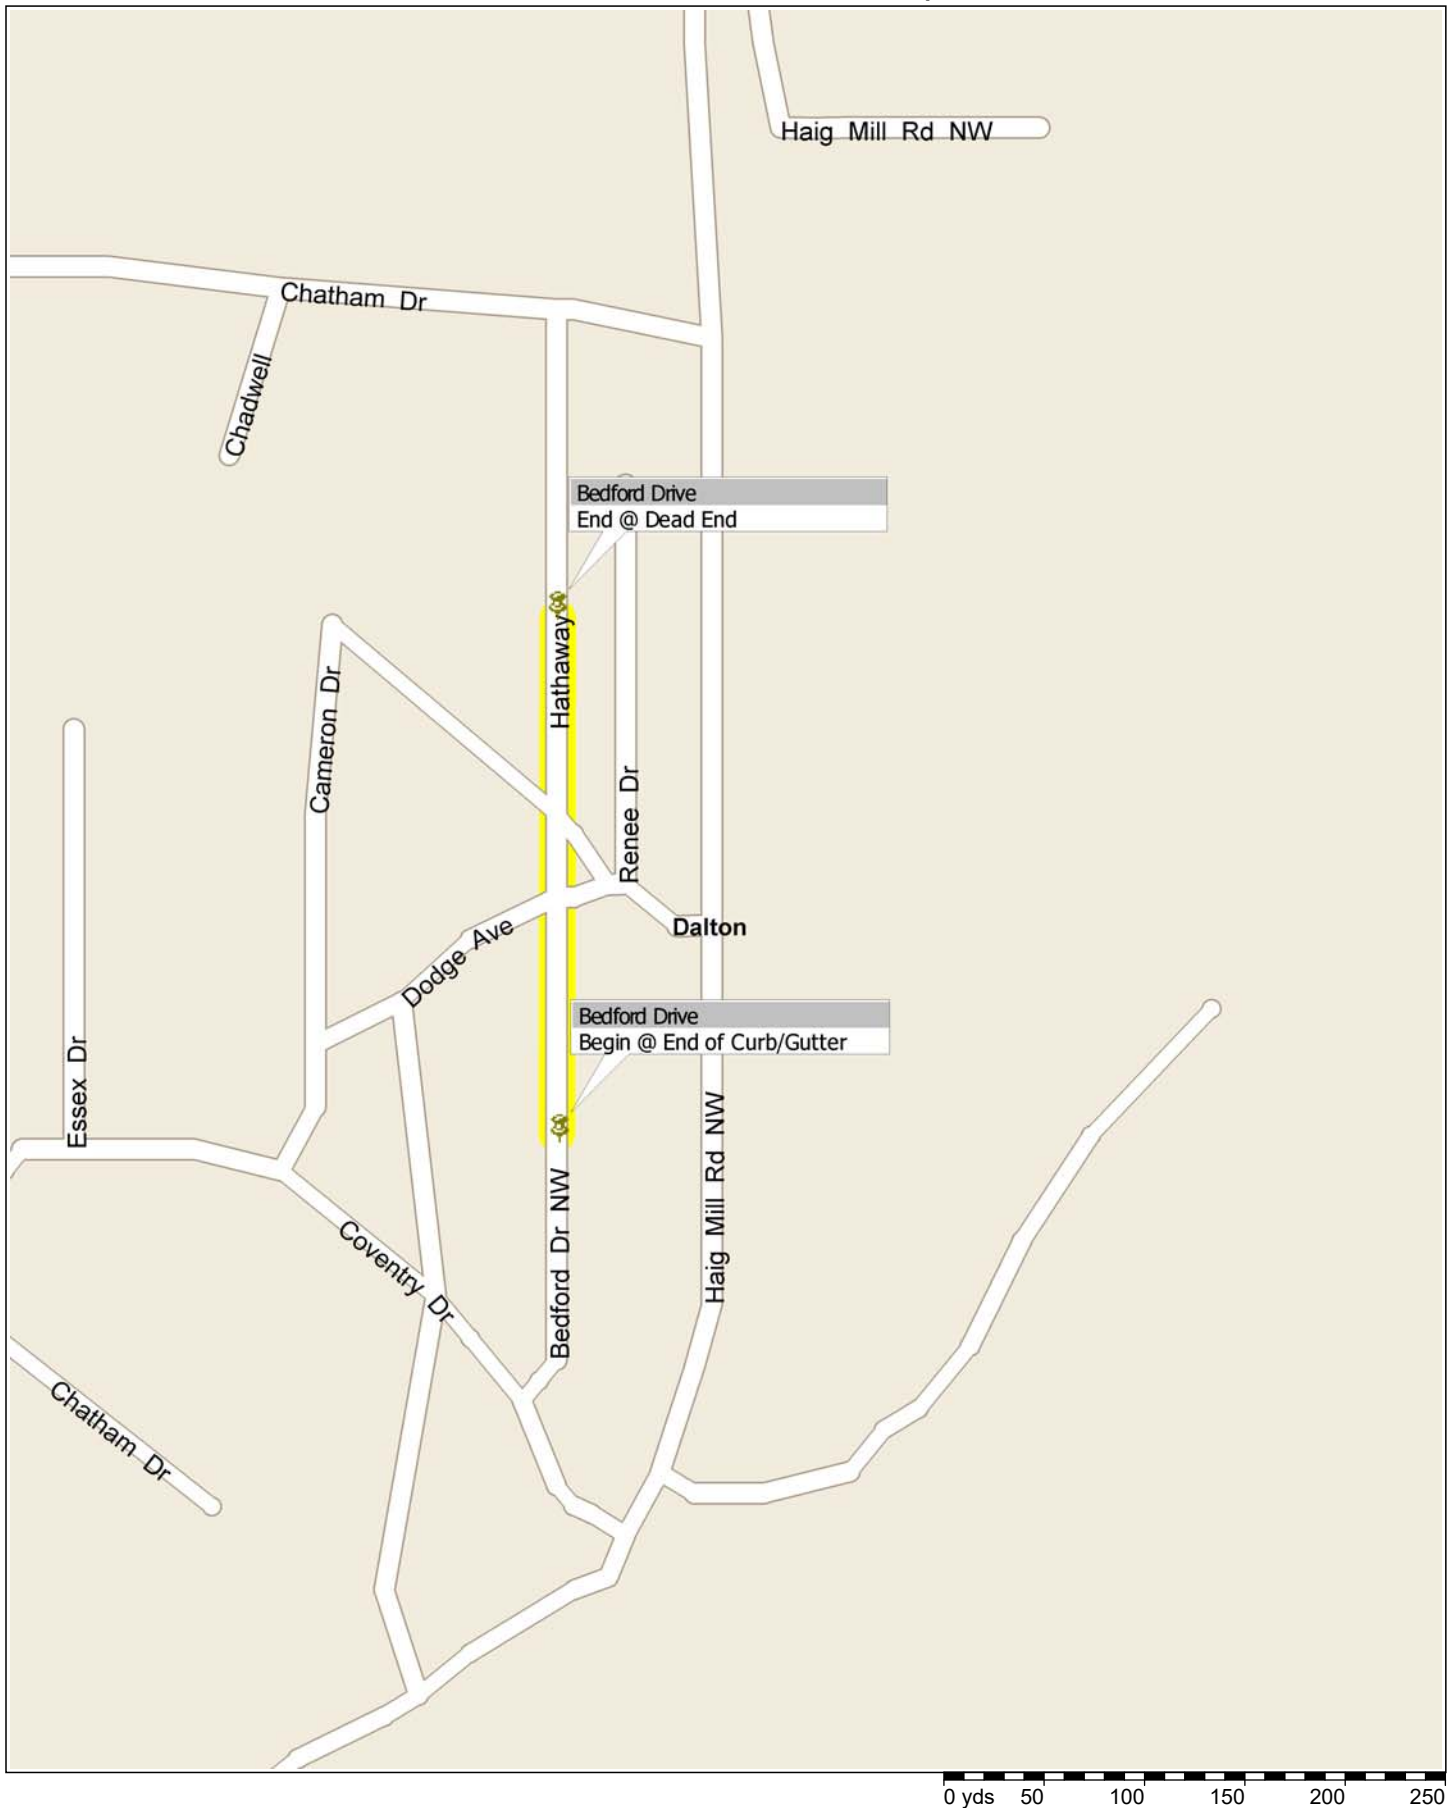 Haig Mill Rd NW
Chatham Dr
Chadwell
Bedford Drive
End @ Dead End
Hathaway
Cameron Dr
Renee Dr
Dodge Ave
Dalton
Bedford Drive
Begin @ End of Curb/Gutter
Essex Dr
Haig Mill Rd NW
Bedford Dr NW
Coventry Dr
Chatham Dr
0 yds 50 100 150 200 250